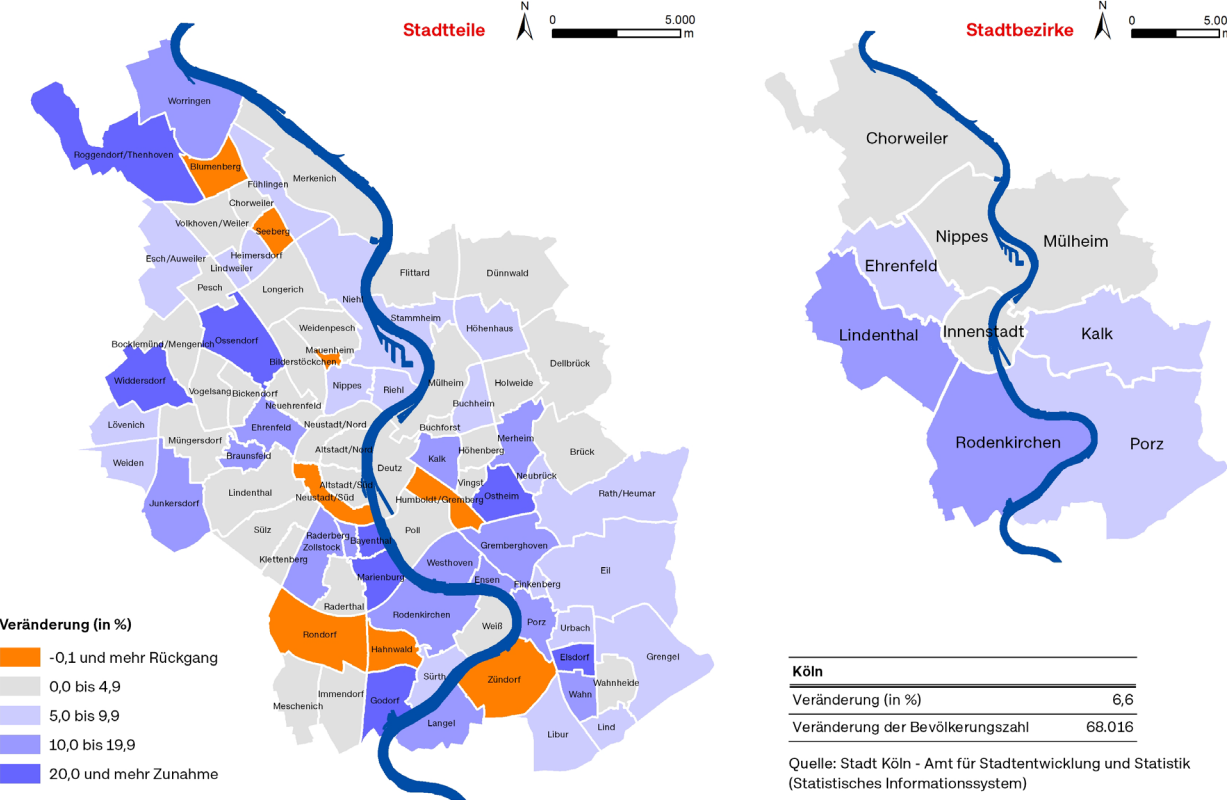 Stadtteile
N
0 5.000
m
Stadtbezirke
N
0 5.00
m
Worringen
Roggendorf/Thenhoven
Blumenberg
Fühlingen
Merkenich
Chorweiler
Volkhoven/Weiler
Seeberg
Heimersdorf
Esch/Auweiler
Lindweiler
Pesch
Longerich
Niehl
Flittard
Dünnwald
Stammheim
Höhenhaus
Weidenpesch
Ossendorf
Bocklemünd/Mengenich
Mauenheim
Bilderstöckchen
Dellbrück
Widdersdorf
Vogelsang
Bickendorf
Nippes
Riehl
Mülheim
Holweide
Neuehrenfeld
Buchheim
Lövenich
Ehrenfeld
Neustadt/Nord
Buchforst
Müngersdorf
Altstadt/Nord
Merheim
Höhenberg
Brück
Weiden
Braunsfeld
Kalk
Deutz
Neubrück
Vingst
Junkersdorf
Lindenthal
Altstadt/Süd
Neustadt/Süd
Humboldt/Gremberg
Ostheim
Rath/Heumar
Sülz
Raderberg
Zollstock
Bayenthal
Poll
Gremberghoven
Klettenberg
Westhoven
Eil
Marienburg
Ensen
Finkenberg
Raderthal
Rodenkirchen
Weiß
Porz
Urbach
Rondorf
Hahnwald
Elsdorf
Grengel
Sürth
Zündorf
Wahn
Wahnheide
Immendorf
Meschenich
Godorf
Langel
Libur
Lind
Chorweiler
Nippes
Mülheim
Ehrenfeld
Lindenthal
Innenstadt
Kalk
Rodenkirchen
Porz
Veränderung (in %)
-0,1 und mehr Rückgang
0,0 bis 4,9
5,0 bis 9,9
10,0 bis 19,9
20,0 und mehr Zunahme
Köln
Veränderung (in %) 6,6
Veränderung der Bevölkerungszahl 68.016
Quelle: Stadt Köln - Amt für Stadtentwicklung und Statistik
(Statistisches Informationssystem)